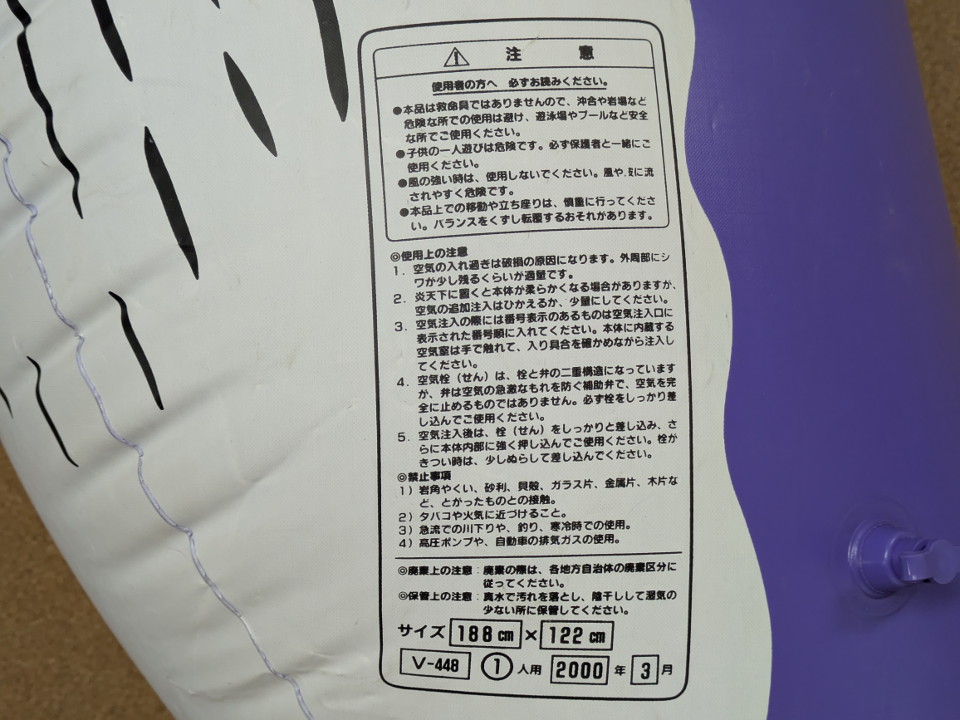 ⚠ 注 意
使用者の方へ 必ずお読みください。
●本品は救命具ではありませんので、沖合や岩場など
危険な所での使用は避け、遊泳場やプールなど安全
な所でご使用ください。
●子供の一人遊びは危険です。必ず保護者と一緒にご
使用ください。
●風の強い時は、使用しないでください。風や に流
されやすく危険です。
●本品上での移動や立ち座りは、慎重に行ってくださ
い。バランスをくずし転覆するおそれがあります。
◎使用上の注意
1. 空気の入れ過ぎは破損の原因になります。外周部にシ
ワが少し残るくらいが適量です。
2. 炎天下に置くと本体が柔らかくなる場合がありますが、
空気の追加注入はひかえるか、少量にしてください。
3. 空気注入の際には番号表示のあるものは空気注入口に
表示された番号順に入れてください。本体に内蔵する
空気室は手で触れて、入り具合を確かめながら注入し
てください。
4. 空気栓（せん）は、栓と弁の二重構造になっています
か、弁は空気の急激なもれを防ぐ補助弁で、空気を完
全に止めるものではありません。必ず栓をしっかり差
し込んでご使用ください。
5. 空気注入後は、栓（せん）をしっかりと差し込み、さ
らに本体内部に強く押し込んでご使用ください。栓が
きつい時は、少しぬらして差し込んでください。
◎禁止事項
1）岩角やくい、砂利、貝殻、ガラス片、金属片、木片な
ど、とがったものとの接触。
2）タバコや火気に近づけること。
3）急流での川下りや、釣り、寒冷時での使用。
4）高圧ポンプや、自動車の排気ガスの使用。
◎廃棄上の注意：廃棄の際は、各地方自治体の廃棄区分に
従ってください。
◎保管上の注意：真水で汚れを落とし、陰干しして湿気の
少ない所に保管してください。
サイズ 188cm × 122cm
V-448 ① 人用 2000 年 3 月